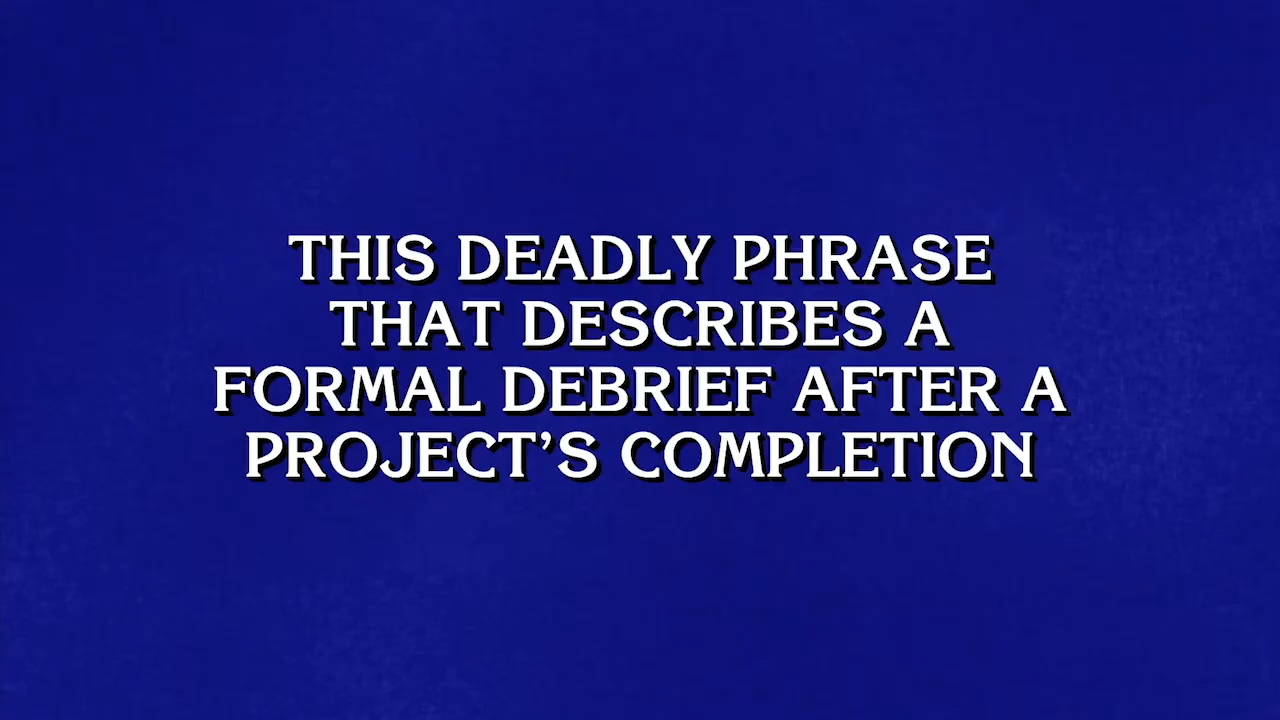 THIS DEADLY PHRASE
THAT DESCRIBES A
FORMAL DEBRIEF AFTER A
PROJECT’S COMPLETION